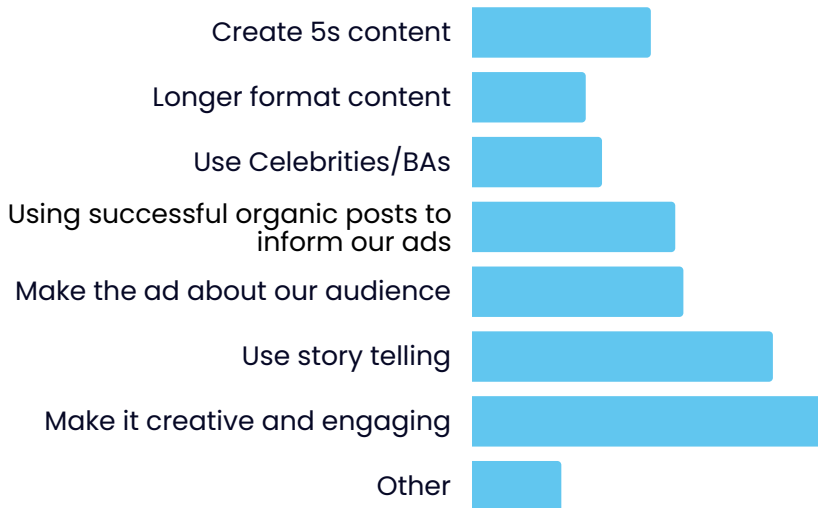 Create 5s content
Longer format content
Use Celebrities/BAs
Using successful organic posts to
inform our ads
Make the ad about our audience
Use story telling
Make it creative and engaging
Other